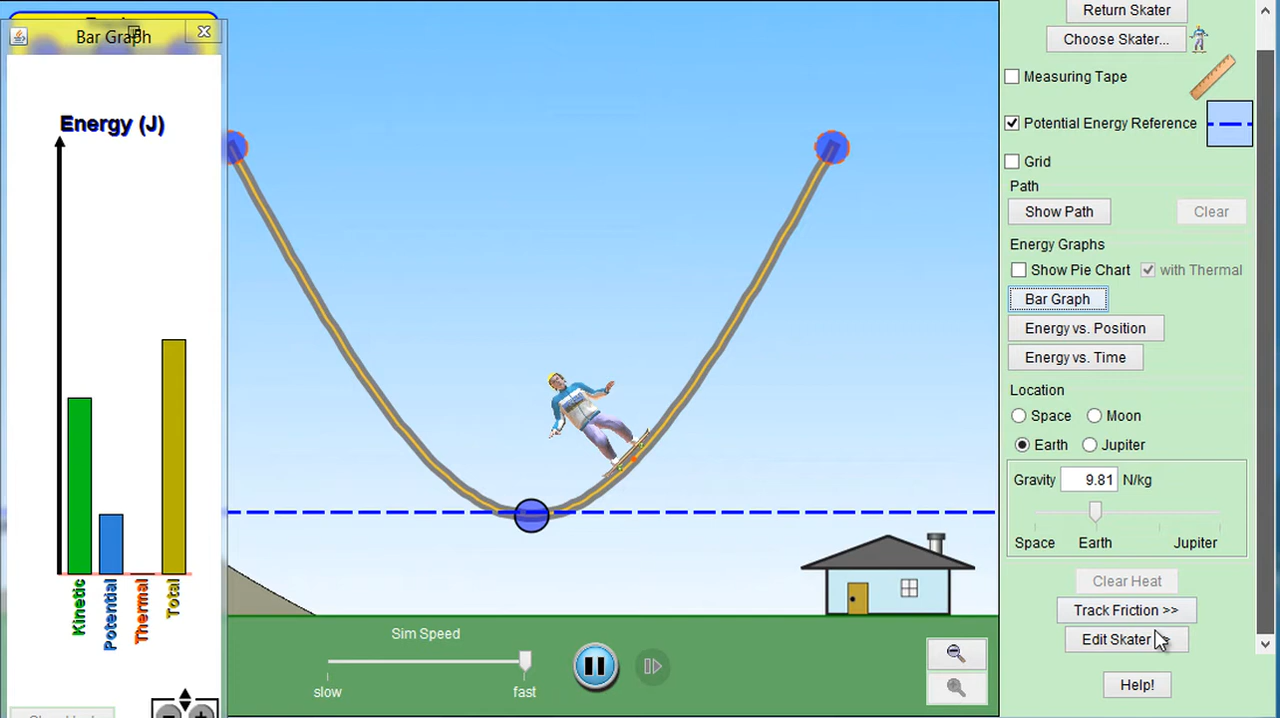 Bar Graph
Energy (J)
Kinetic
Potential
Thermal
Total
Sim Speed
slow
fast
Return Skater
Choose Skater...
Measuring Tape
Potential Energy Reference
Grid
Path
Show Path
Clear
Energy Graphs
Show Pie Chart
with Thermal
Bar Graph
Energy vs. Position
Energy vs. Time
Location
Space
Moon
Earth
Jupiter
Gravity 9.81 N/kg
Space
Earth
Jupiter
Clear Heat
Track Friction >>
Edit Skater
Help!